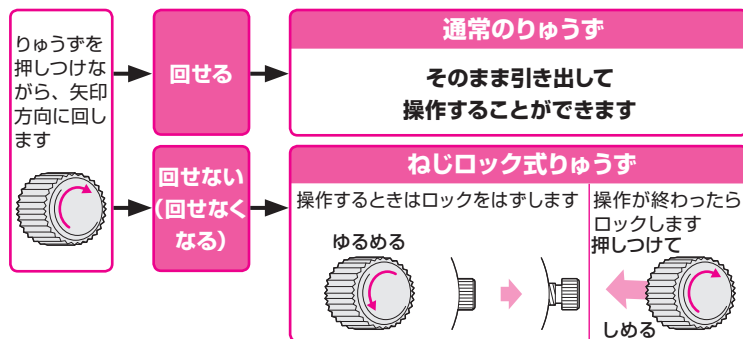 りゅうずを
押しつけな
がら、矢印
方向に回し
ます
回せる
通常のりゅうず
そのまま引き出して
操作することができます
回せない
(回せなく
なる)
ねじロック式りゅうず
操作するときはロックをはずします
ゆるめる
操作が終わったら
ロックします
押しつけて
しめる